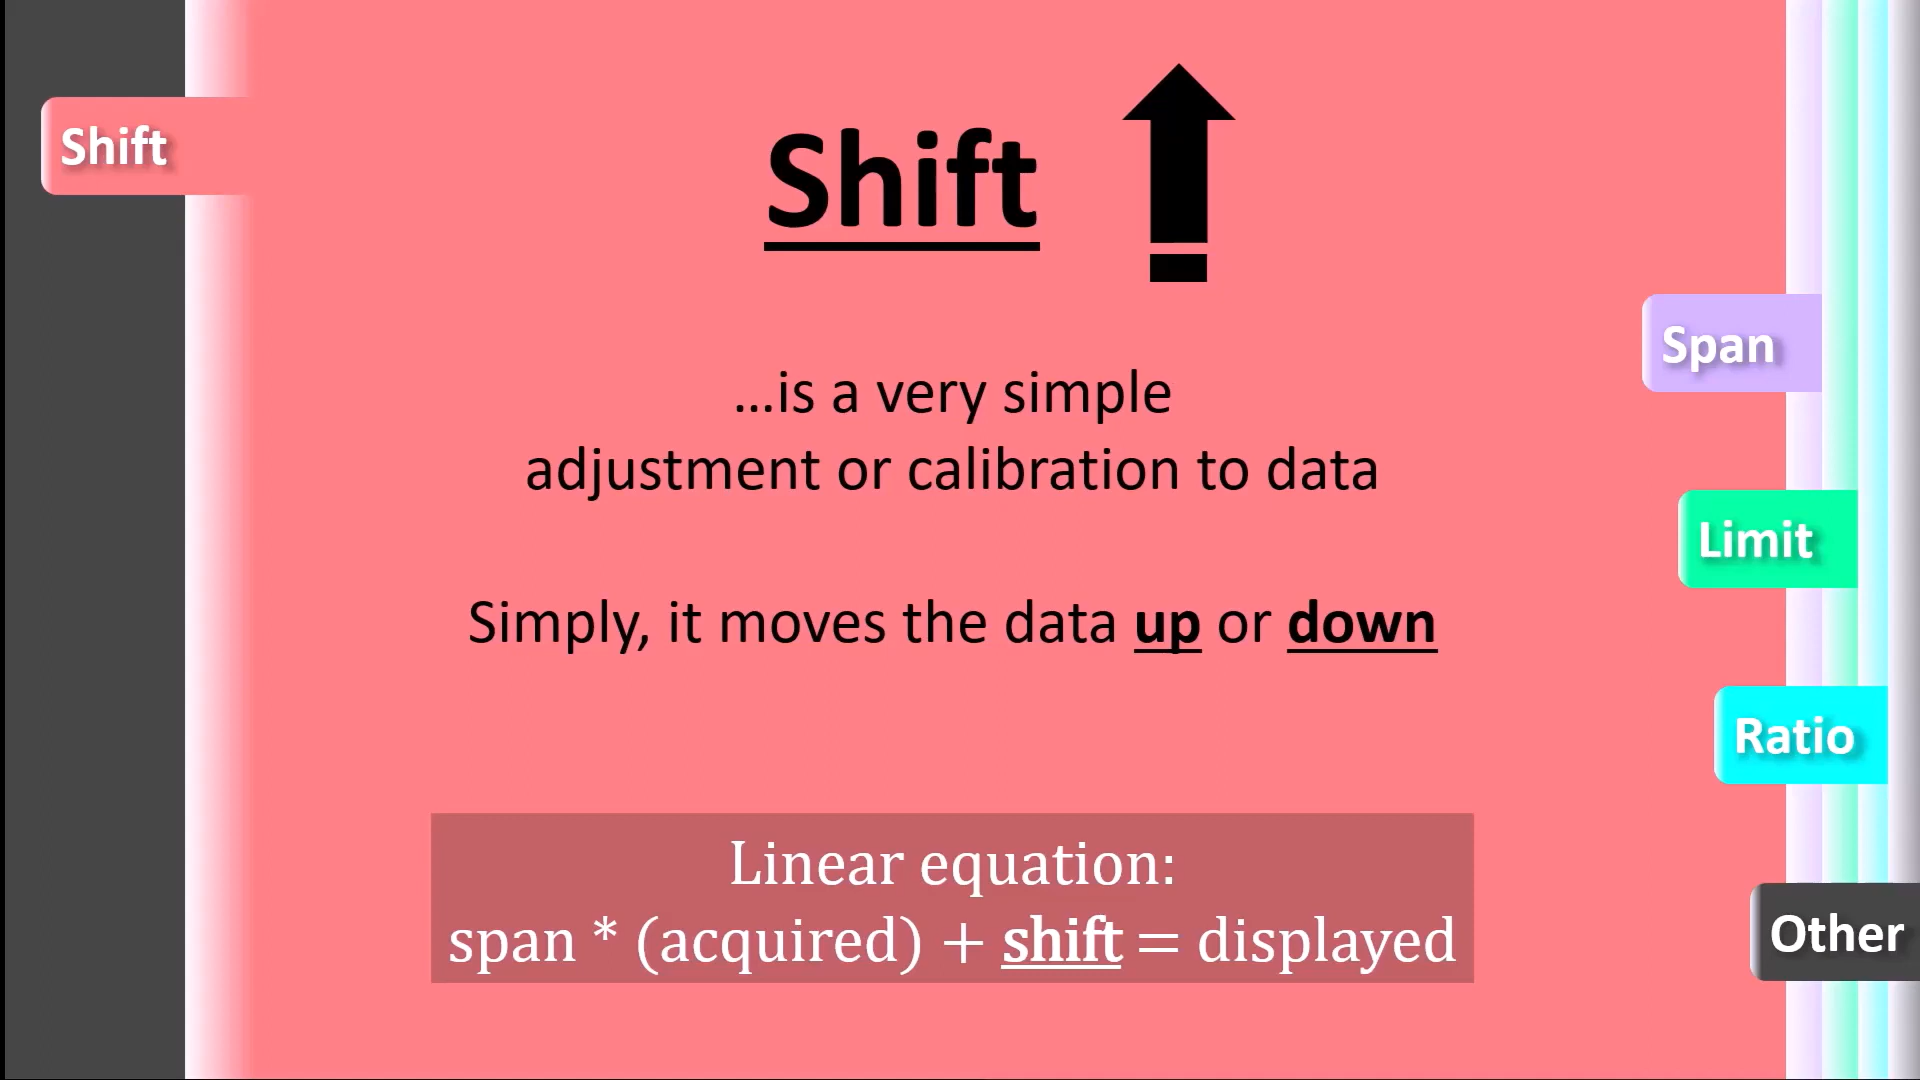 Shift
Shift
...is a very simple
adjustment or calibration to data
Simply, it moves the data up or down
Linear equation:
span * (acquired) + shift = displayed
Span
Limit
Ratio
Other